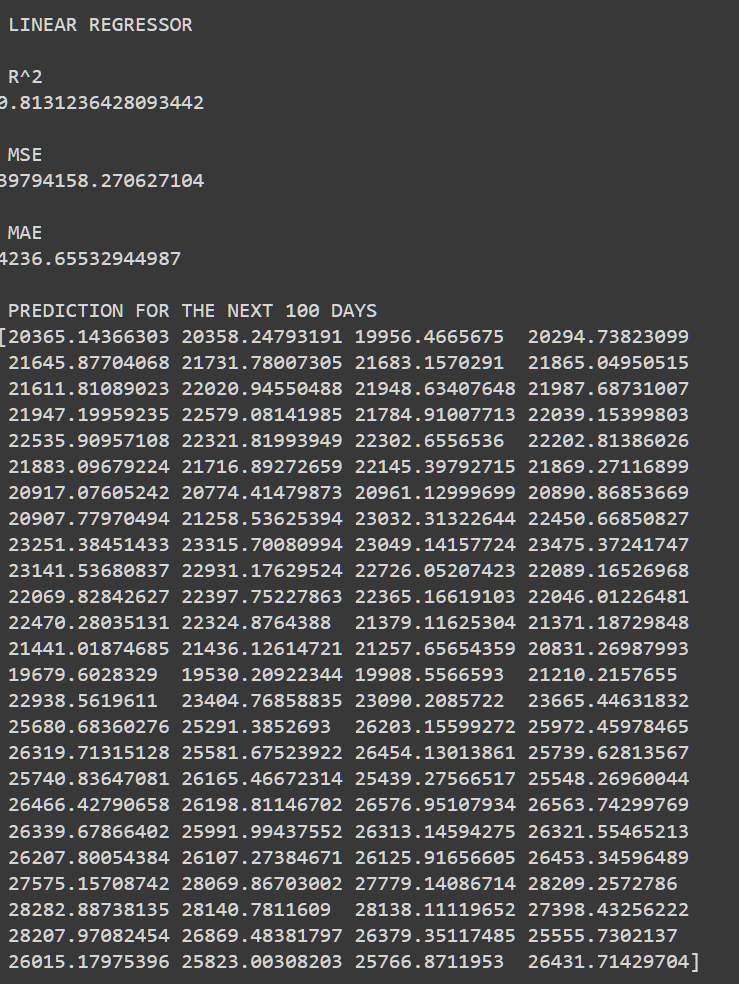 LINEAR REGRESSOR
R^2
0.8131236428093442
MSE
39794158.270627104
MAE
4236.65532944987
PREDICTION FOR THE NEXT 100 DAYS
[20365.14366303 20358.24793191 19956.4665675 20294.73823099
21645.87704068 21731.78007305 21683.1570291 21865.04950515
21611.81089023 22020.94550488 21948.63407648 21987.68731007
21947.19959235 22579.08141985 21784.91007713 22039.15399803
22535.90957108 22321.81993949 22302.6556536 22202.81386026
21883.09679224 21716.89272659 22145.39792715 21869.27116899
20917.07605242 20774.41479873 20961.12999699 20890.86853669
20907.77970494 21258.53625394 23032.31322644 22450.66850827
23251.38451433 23315.70080994 23049.14157724 23475.37241747
23141.53680837 22931.17629524 22726.05207423 22089.16526968
22069.82842627 22397.75227863 22365.16619103 22046.01226481
22470.28035131 22324.8764388 21379.11625304 21371.18729848
21441.01874685 21436.12614721 21257.65654359 20831.26987993
19679.6028329 19530.20922344 19908.5566593 21210.2157655
22938.5619611 23404.76858835 23090.2085722 23665.44631832
25680.68360276 25291.3852693 26203.15599272 25972.45978465
26319.71315128 25581.67523922 26454.13013861 25739.62813567
25740.83647081 26165.46672314 25439.27566517 25548.26960044
26466.42790658 26198.81146702 26576.95107934 26563.74299769
26339.67866402 25991.99437552 26313.14594275 26321.55465213
26207.80054384 26107.27384671 26125.91656605 26453.34596489
27575.15708742 28069.86703002 27779.14086714 28209.2572786
28282.88738135 28140.7811609 28138.11119652 27398.43256222
28207.97082454 26869.48381797 26379.35117485 25555.7302137
26015.17975396 25823.00308203 25766.8711953 26431.71429704]